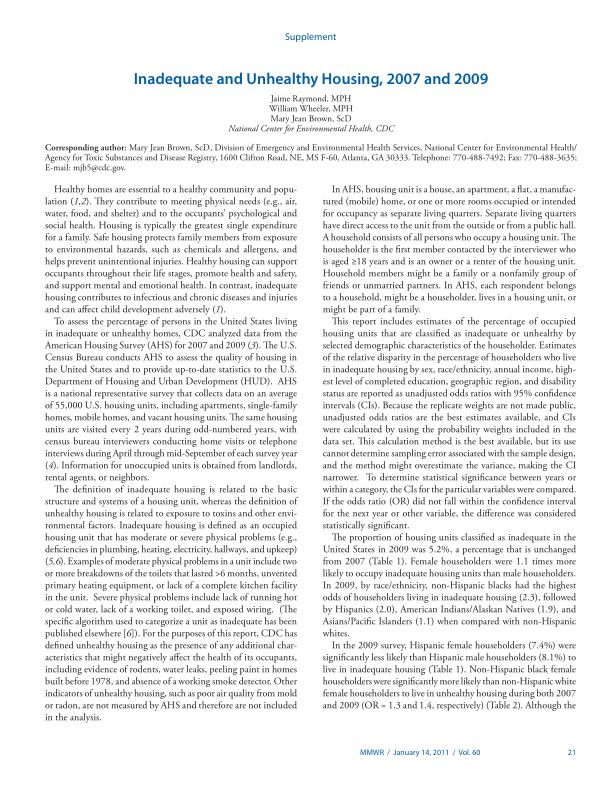 Supplement
Inadequate and Unhealthy Housing, 2007 and 2009
Jaime Raymond, MPH
William Wheeler, MPH
Mary Jean Brown, ScD
National Center for Environmental Health, CDC
Corresponding author: Mary Jean Brown, ScD, Division of Emergency and Environmental Health Services, National Center for Environmental Health/
Agency for Toxic Substances and Disease Registry, 1600 Clifton Road, NE, MS F-60, Atlanta, GA 30333. Telephone: 770-488-7492; Fax: 770-488-3635;
E-mail: mjb5@cdc.gov.
Healthy homes are essential to a healthy community and popu-
lation (1,2). They contribute to meeting physical needs (e.g., air,
water, food, and shelter) and to the occupants' psychological and
social health. Housing is typically the greatest single expenditure
for a family. Safe housing protects family members from exposure
to environmental hazards, such as chemicals and allergens, and
helps prevent unintentional injuries. Healthy housing can support
occupants throughout their life stages, promote health and safety,
and support mental and emotional health. In contrast, inadequate
housing contributes to infectious and chronic diseases and injuries
and can affect child development adversely (1).
To assess the percentage of persons in the United States living
in inadequate or unhealthy homes, CDC analyzed data from the
American Housing Survey (AHS) for 2007 and 2009 (3). The U.S.
Census Bureau conducts AHS to assess the quality of housing in
the United States and to provide up-to-date statistics to the U.S.
Department of Housing and Urban Development (HUD). AHS
is a national representative survey that collects data on an average
of 55,000 U.S. housing units, including apartments, single-family
homes, mobile homes, and vacant housing units. The same housing
units are visited every 2 years during odd-numbered years, with
census bureau interviewers conducting home visits or telephone
interviews during April through mid-September of each survey year
(4). Information for unoccupied units is obtained from landlords,
rental agents, or neighbors.
The definition of inadequate housing is related to the basic
structure and systems of a housing unit, whereas the definition of
unhealthy housing is related to exposure to toxins and other envi-
ronmental factors. Inadequate housing is defined as an occupied
housing unit that has moderate or severe physical problems (e.g.,
deficiencies in plumbing, heating, electricity, hallways, and upkeep)
(5,6). Examples of moderate physical problems in a unit include two
or more breakdowns of the toilets that lasted >6 months, unvented
primary heating equipment, or lack of a complete kitchen facility
in the unit. Severe physical problems include lack of running hot
or cold water, lack of a working toilet, and exposed wiring. (The
specific algorithm used to categorize a unit as inadequate has been
published elsewhere [6]). For the purposes of this report, CDC has
defined unhealthy housing as the presence of any additional char-
acteristics that might negatively affect the health of its occupants,
including evidence of rodents, water leaks, peeling paint in homes
built before 1978, and absence of a working smoke detector. Other
indicators of unhealthy housing, such as poor air quality from mold
or radon, are not measured by AHS and therefore are not included
in the analysis.
In AHS, housing unit is a house, an apartment, a flat, a manufac-
tured (mobile) home, or one or more rooms occupied or intended
for occupancy as separate living quarters. Separate living quarters
have direct access to the unit from the outside or from a public hall.
A household consists of all persons who occupy a housing unit. The
householder is the first member contacted by the interviewer who
is aged ≥18 years and is an owner or a renter of the housing unit.
Household members might be a family or a nonfamily group of
friends or unmarried partners. In AHS, each respondent belongs
to a household, might be a householder, lives in a housing unit, or
might be part of a family.
This report includes estimates of the percentage of occupied
housing units that are classified as inadequate or unhealthy by
selected demographic characteristics of the householder. Estimates
of the relative disparity in the percentage of householders who live
in inadequate housing by sex, race/ethnicity, annual income, high-
est level of completed education, geographic region, and disability
status are reported as unadjusted odds ratios with 95% confidence
intervals (CIs). Because the replicate weights are not made public,
unadjusted odds ratios are the best estimates available, and CIs
were calculated by using the probability weights included in the
data set. This calculation method is the best available, but its use
cannot determine sampling error associated with the sample design,
and the method might overestimate the variance, making the CI
narrower. To determine statistical significance between years or
within a category, the CIs for the particular variables were compared.
If the odds ratio (OR) did not fall within the confidence interval
for the next year or other variable, the difference was considered
statistically significant.
The proportion of housing units classified as inadequate in the
United States in 2009 was 5.2%, a percentage that is unchanged
from 2007 (Table 1). Female householders were 1.1 times more
likely to occupy inadequate housing units than male householders.
In 2009, by race/ethnicity, non-Hispanic blacks had the highest
odds of householders living in inadequate housing (2.3), followed
by Hispanics (2.0), American Indians/Alaskan Natives (1.9), and
Asians/Pacific Islanders (1.1) when compared with non-Hispanic
whites.
In the 2009 survey, Hispanic female householders (7.4%) were
significantly less likely than Hispanic male householders (8.1%) to
live in inadequate housing (Table 1). Non-Hispanic black female
householders were significantly more likely than non-Hispanic white
female householders to live in unhealthy housing during both 2007
and 2009 (OR = 1.3 and 1.4, respectively) (Table 2). Although the
MMWR / January 14, 2011 / Vol. 60
21